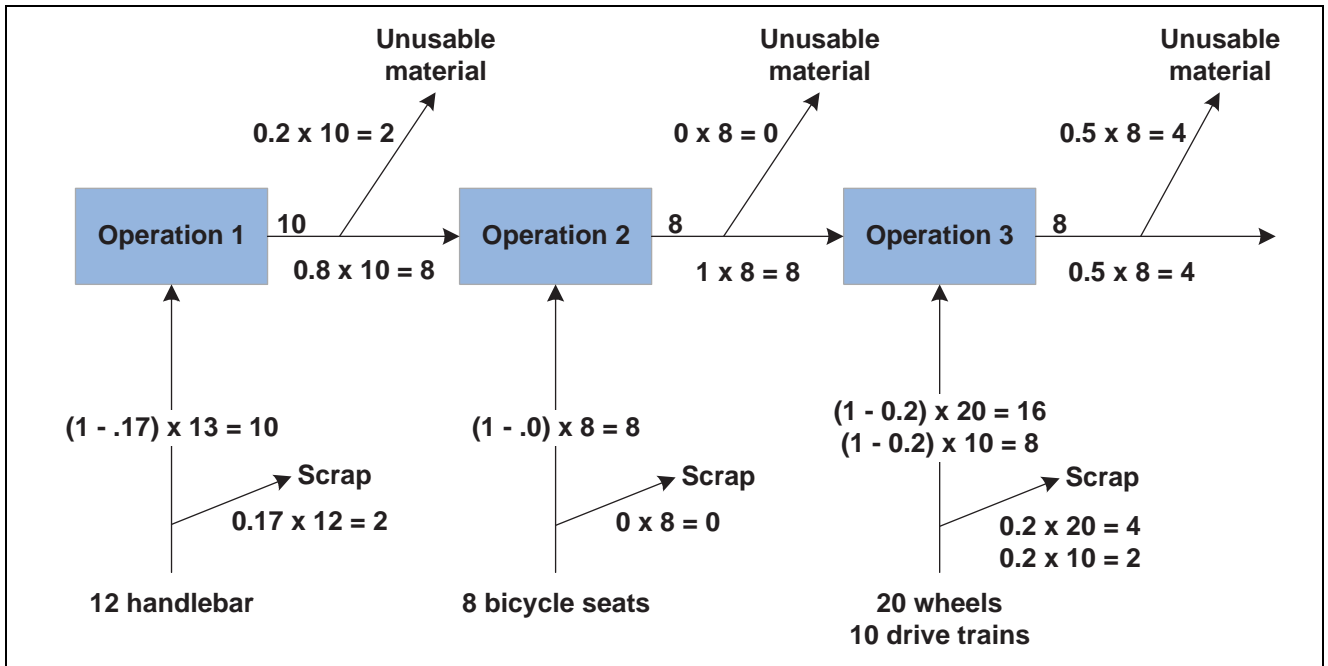 Unusable
material
Unusable
material
Unusable
material
0.2 x 10 = 2
0 x 8 = 0
0.5 x 8 = 4
Operation 1
10
0.8 x 10 = 8
Operation 2
8
1 x 8 = 8
Operation 3
8
0.5 x 8 = 4
(1 - .17) x 13 = 10
(1 - .0) x 8 = 8
(1 - 0.2) x 20 = 16
(1 - 0.2) x 10 = 8
Scrap
0.17 x 12 = 2
Scrap
0 x 8 = 0
Scrap
0.2 x 20 = 4
0.2 x 10 = 2
12 handlebar
8 bicycle seats
20 wheels
10 drive trains